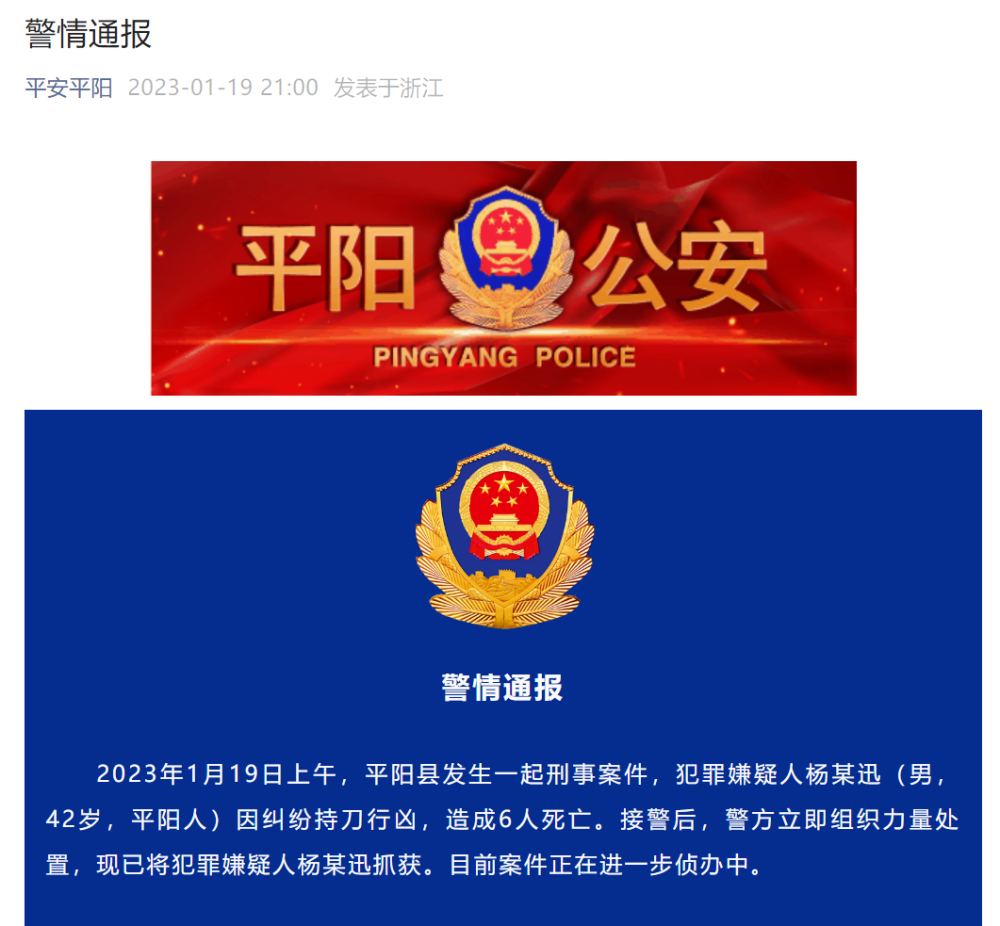 警情通报
平安平阳 2023-01-19 21:00 发表于浙江
平阳 公安
PINGYANG POLICE
警情通报
2023年1月19日上午，平阳县发生一起刑事案件，犯罪嫌疑人杨某迅（男，
42岁，平阳人）因纠纷持刀行凶，造成6人死亡。接警后，警方立即组织力量处
置，现已将犯罪嫌疑人杨某迅抓获。目前案件正在进一步侦办中。